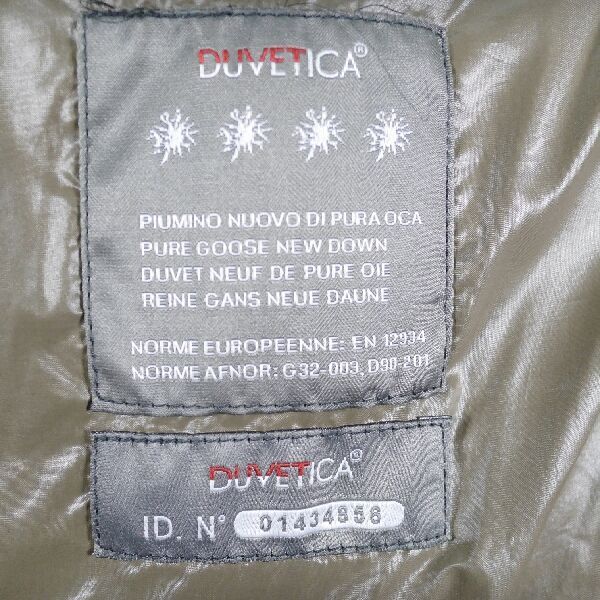 DUVETICA®
PIUMINO NUOVO DI PURA OCA
PURE GOOSE NEW DOWN
DUVET NEUF DE PURE OIE
REINE GANS NEUE DAUNE
NORME EUROPEENNE: EN 12934
NORME AFNOR: G32-003, D90-201
DUVETICA®
ID. N° 01434856